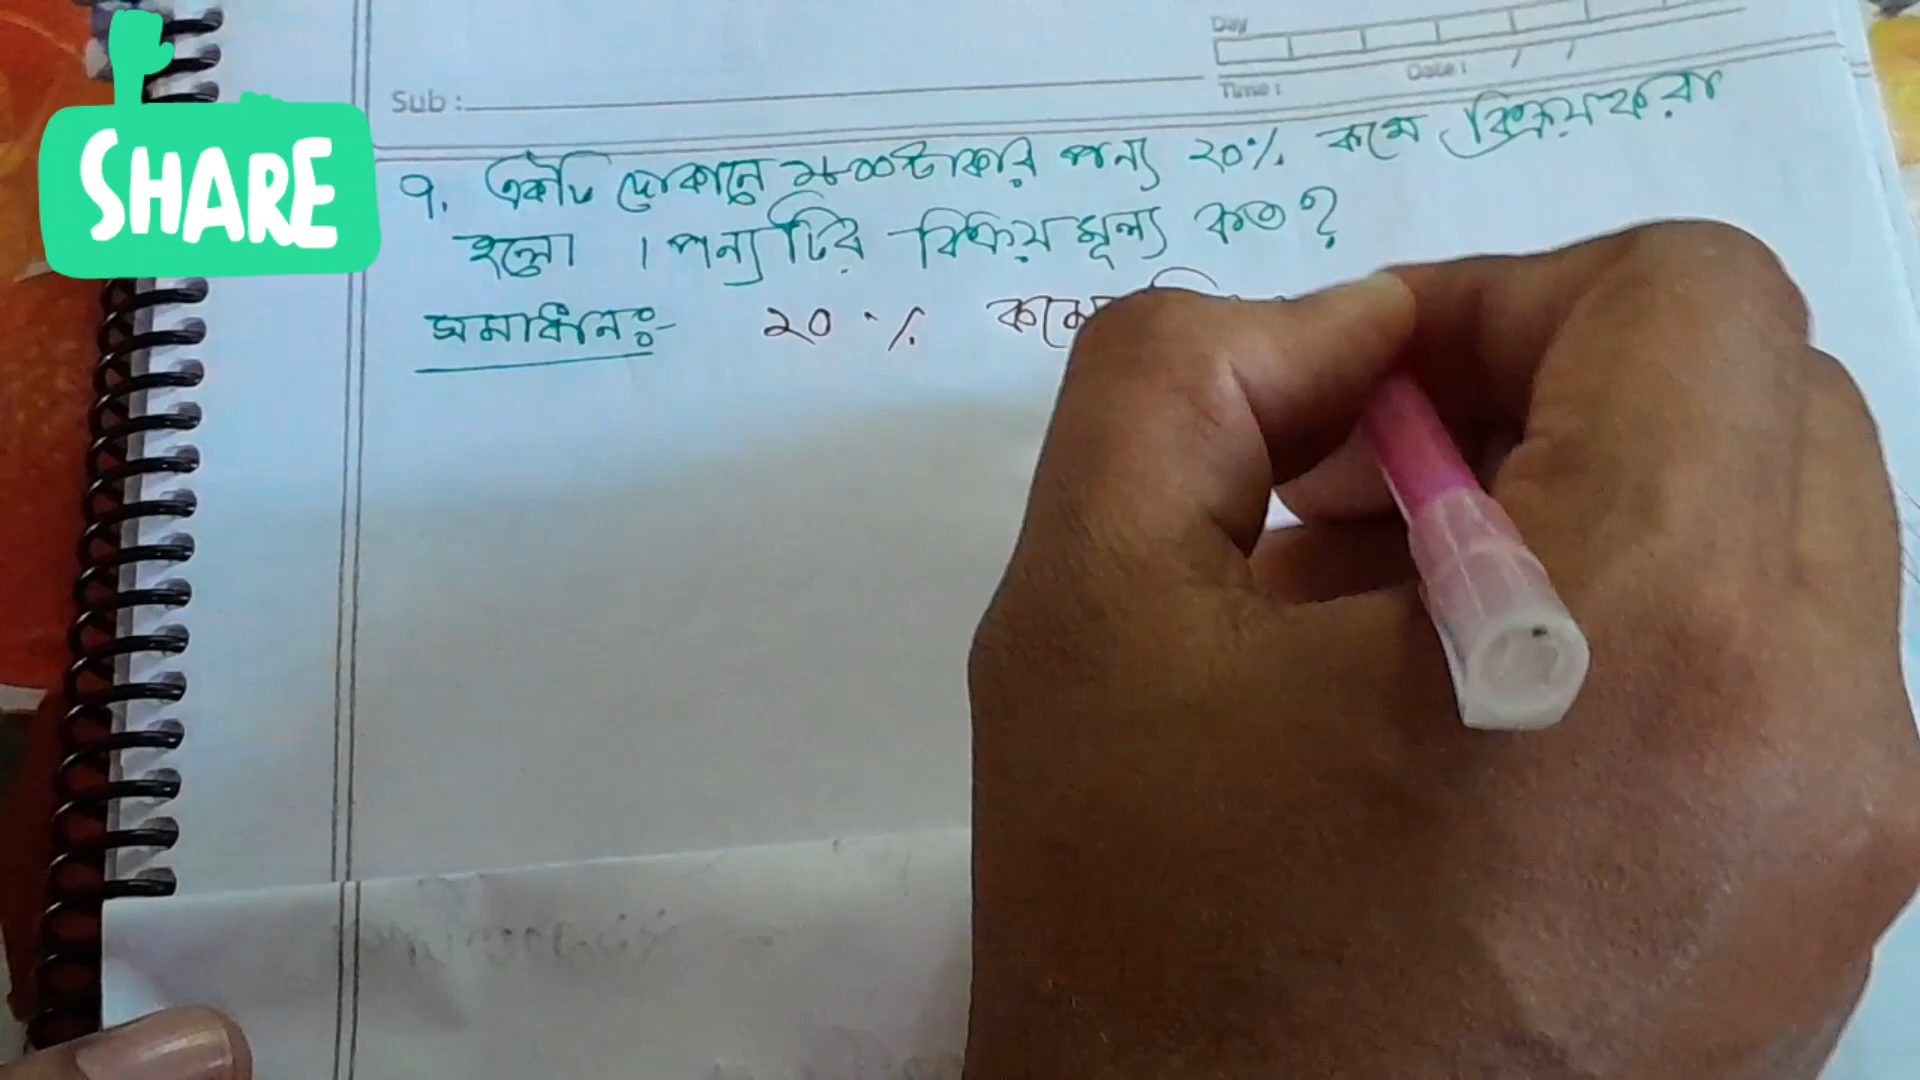 SHARE
Day
Time : Date : / /
Sub :
৭. একটি দোকানে টাকার পন্য ২০% কমে বিক্রয় করা
হলো । পন্যটির বিক্রয়মূল্য কত ?
সমাধান :- ২০ % কমে